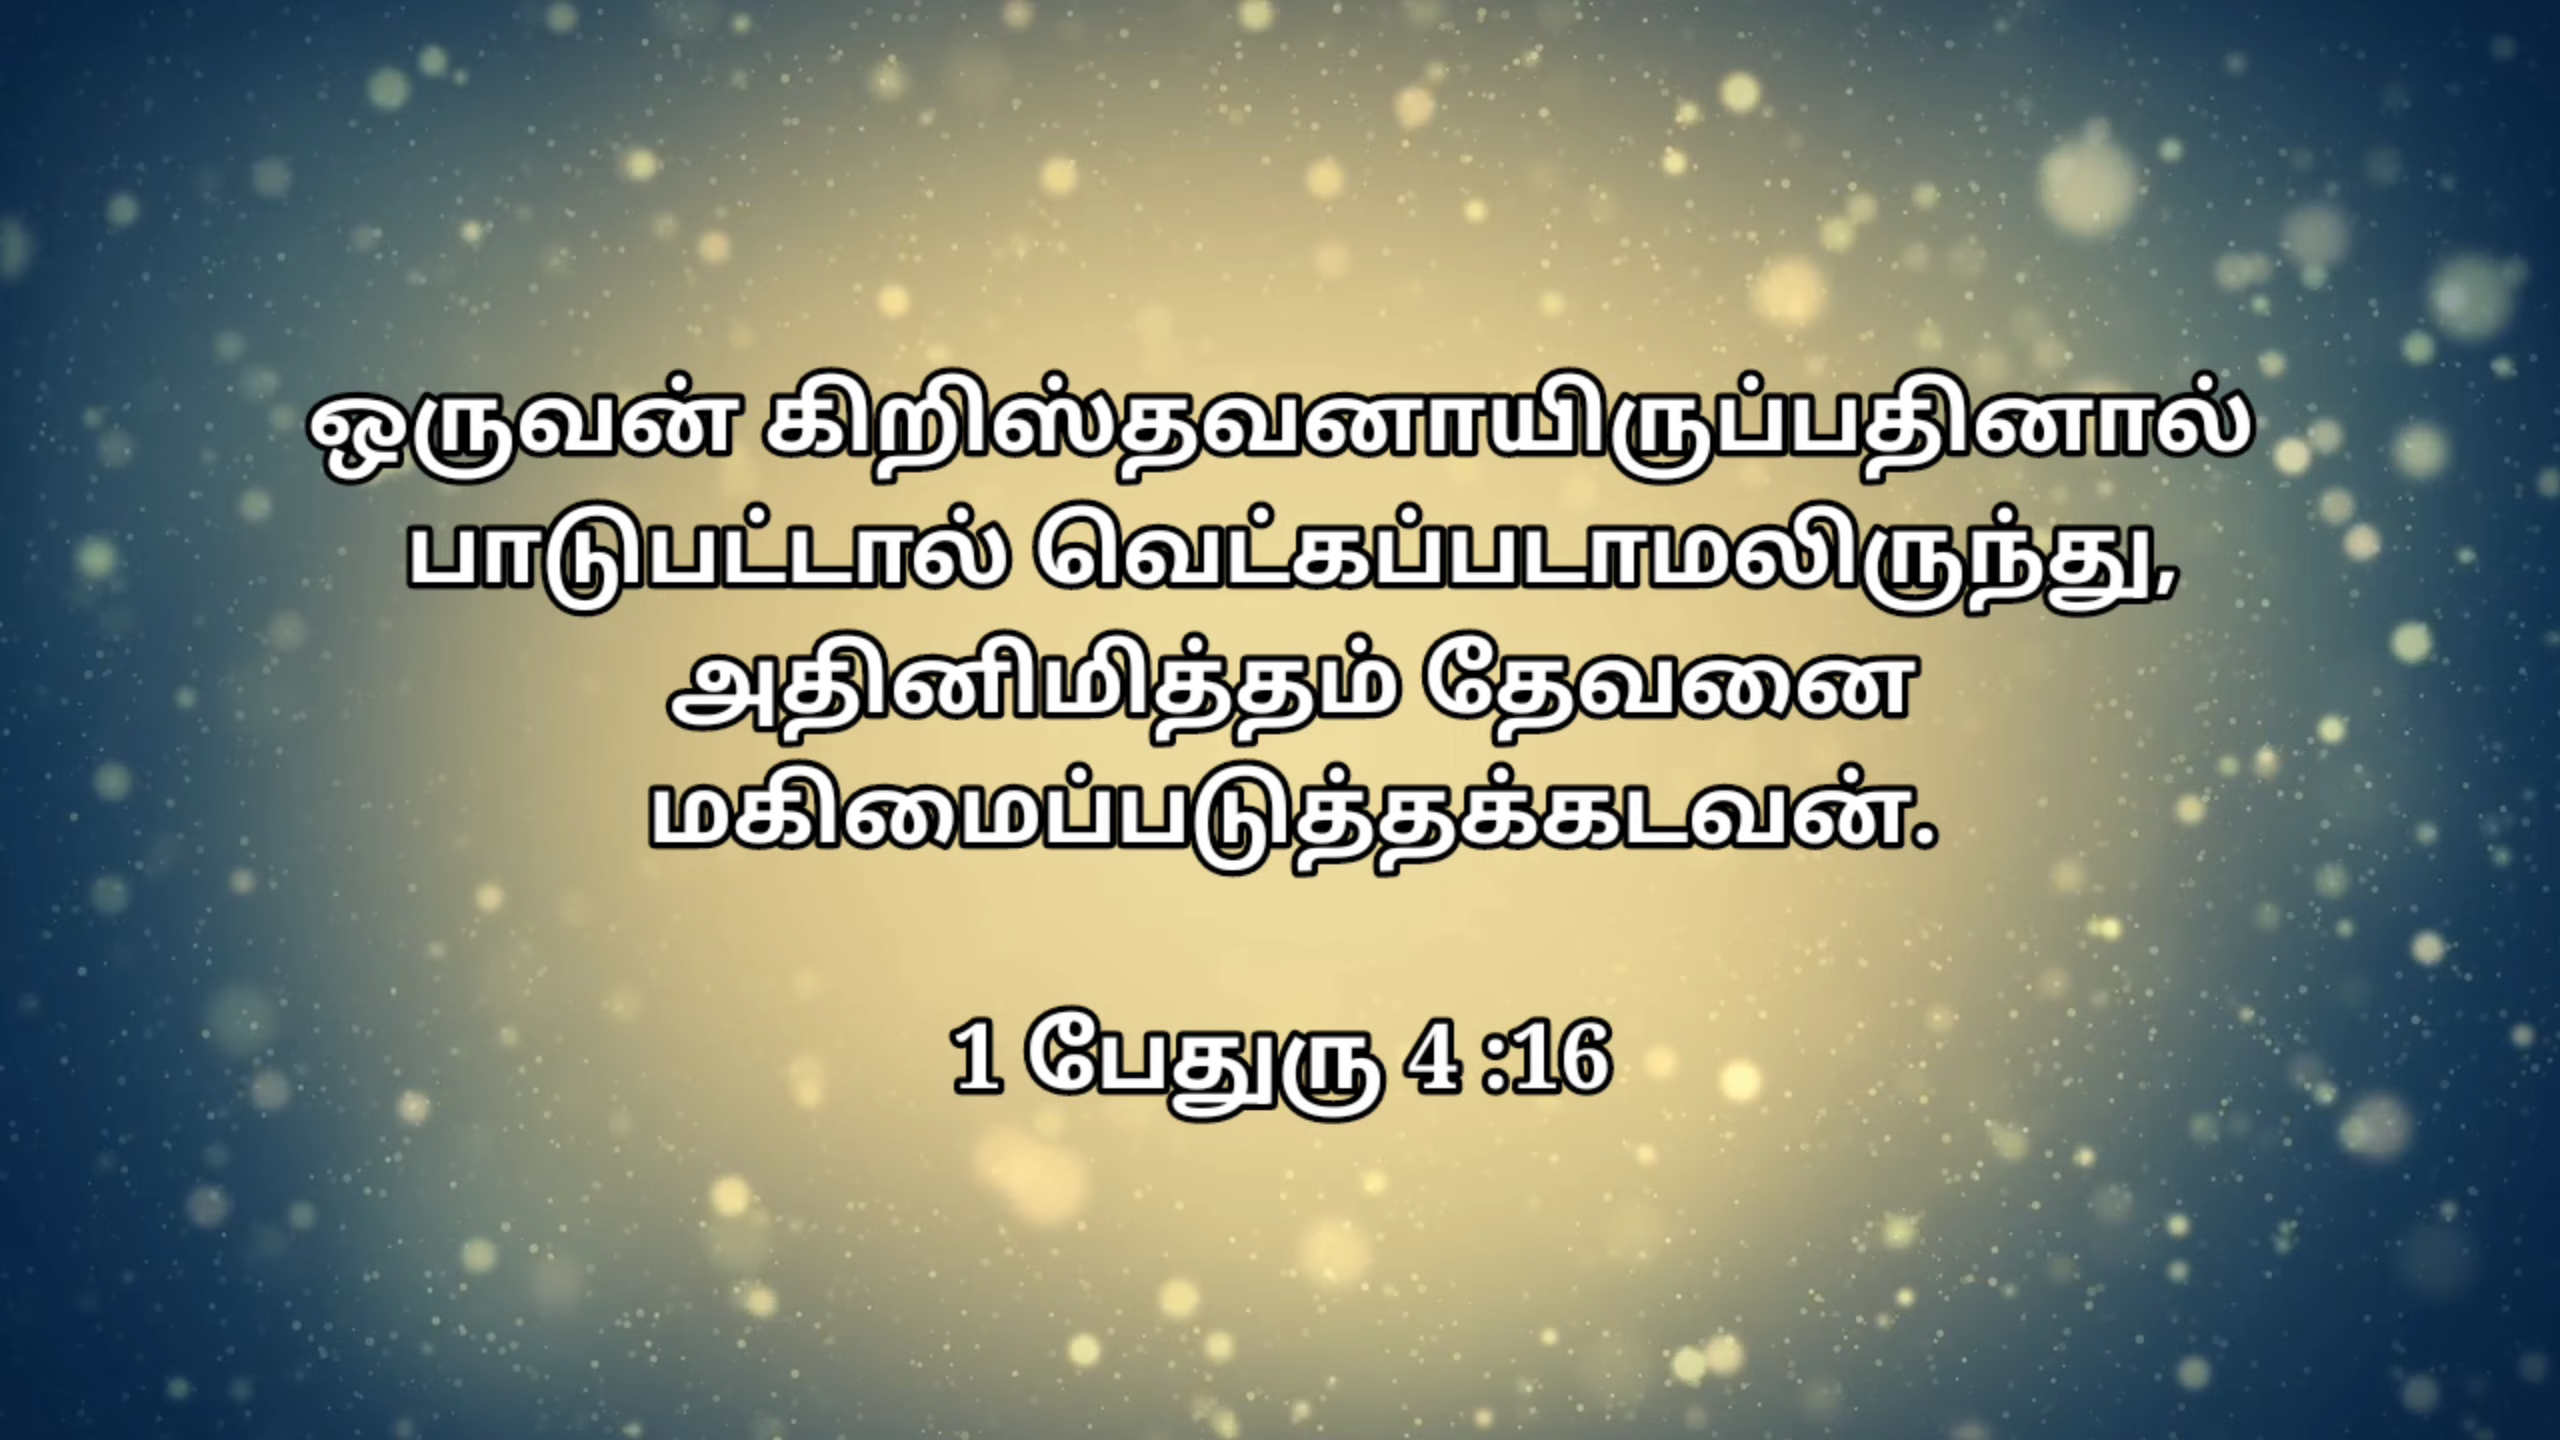 ஒருவன் கிறிஸ்தவனாயிருப்பதினால்
பாடுபட்டால் வெட்கப்படாமலிருந்து,
அதினிமித்தம் தேவனை
மகிமைப்படுத்தக்கடவன்.
1 பேதுரு 4 :16